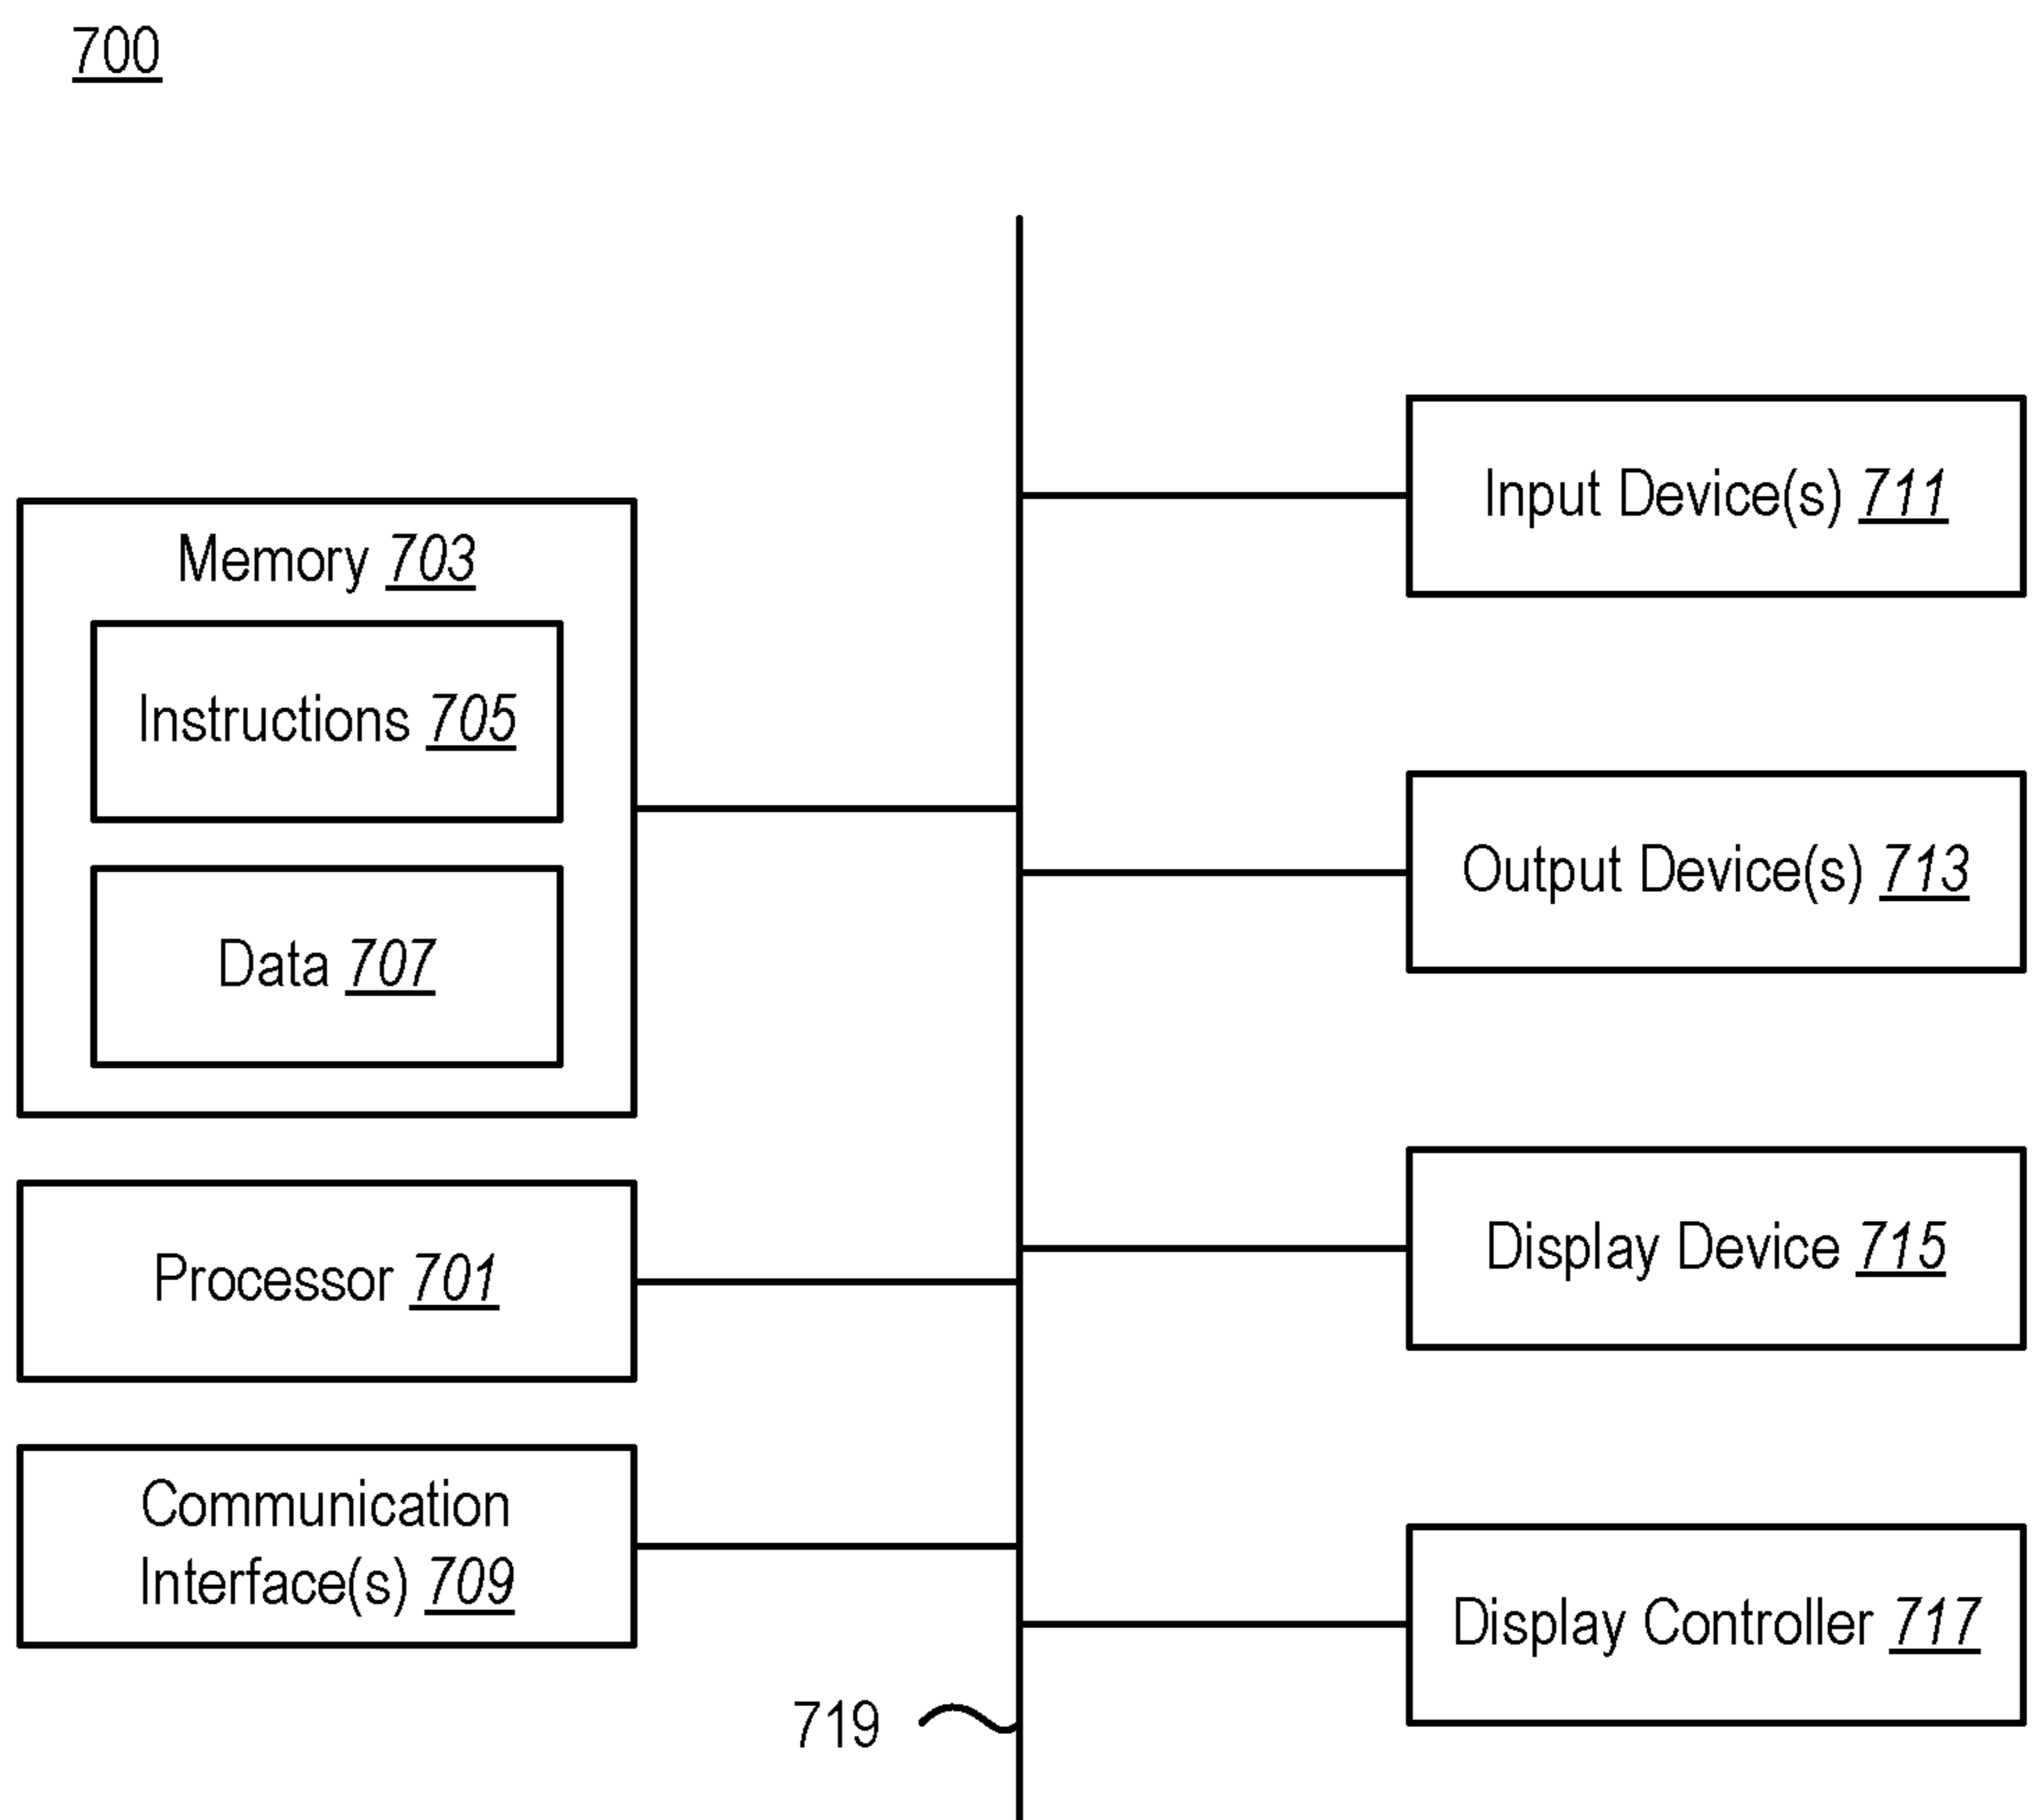 700
Memory 703
Instructions 705
Data 707
Processor 701
Communication
Interface(s) 709
Input Device(s) 711
Output Device(s) 713
Display Device 715
Display Controller 717
719